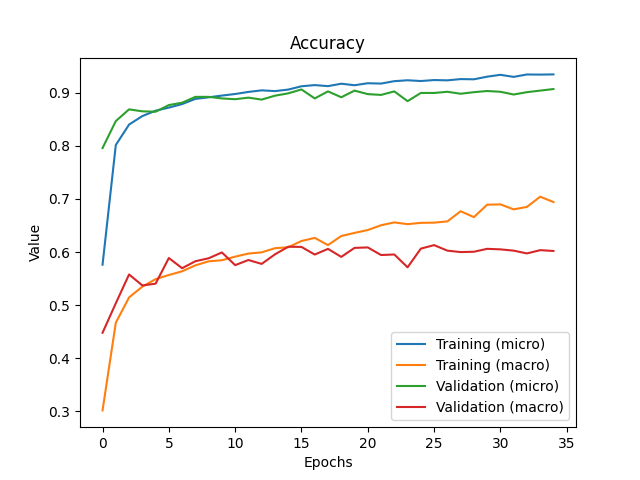 Accuracy
Value
0.9
0.8
0.7
0.6
0.5
0.4
0.3
Training (micro)
Training (macro)
Validation (micro)
Validation (macro)
0 5 10 15 20 25 30 35
Epochs